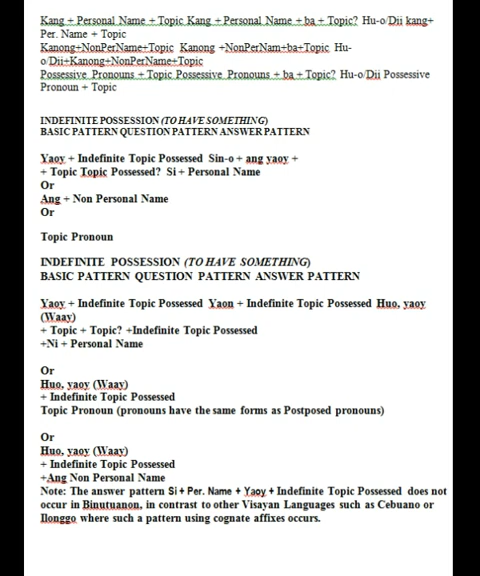 Kang + Personal Name + Topic Kang + Personal Name + ba + Topic? Hu-o/Dii kang+
Per. Name + Topic
Kanong+NonPerName+Topic Kanong +NonPerNam+ba+Topic Hu-
o/Dii+Kanong+NonPerName+Topic
Possessive Pronouns + Topic Possessive Pronouns + ba + Topic? Hu-o/Dii Possessive
Pronoun + Topic
INDEFINITE POSSESSION (TO HAVE SOMETHING)
BASIC PATTERN QUESTION PATTERN ANSWER PATTERN
Yaoy + Indefinite Topic Possessed Sin-o + ang yaoy +
+ Topic Topic Possessed? Si + Personal Name
Or
Ang + Non Personal Name
Or
Topic Pronoun
INDEFINITE POSSESSION (TO HAVE SOMETHING)
BASIC PATTERN QUESTION PATTERN ANSWER PATTERN
Yaoy + Indefinite Topic Possessed Yaon + Indefinite Topic Possessed Huo, yaoy
(Waay)
+ Topic + Topic? +Indefinite Topic Possessed
+Ni + Personal Name
Or
Huo, yaoy (Waay)
+ Indefinite Topic Possessed
Topic Pronoun (pronouns have the same forms as Postposed pronouns)
Or
Huo, yaoy (Waay)
+ Indefinite Topic Possessed
+Ang Non Personal Name
Note: The answer pattern Si + Per. Name + Yaoy + Indefinite Topic Possessed does not
occur in Binutuanon, in contrast to other Visayan Languages such as Cebuano or
Ilonggo where such a pattern using cognate affixes occurs.